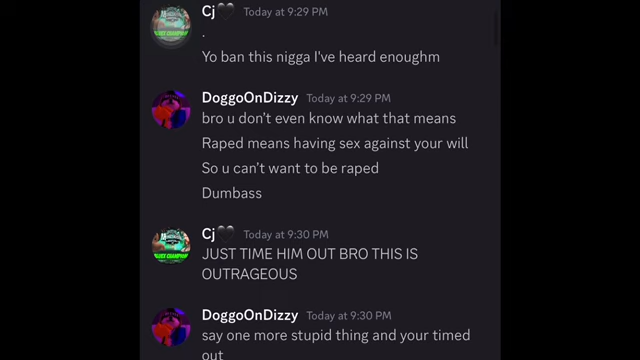 Cj🖤 Today at 9:29 PM
.
Yo ban this nigga I've heard enoughm
DoggoOnDizzy Today at 9:29 PM
bro u don't even know what that means
Raped means having sex against your will
So u can't want to be raped
Dumbass
Cj🖤 Today at 9:30 PM
JUST TIME HIM OUT BRO THIS IS
OUTRAGEOUS
DoggoOnDizzy Today at 9:30 PM
say one more stupid thing and your timed
out